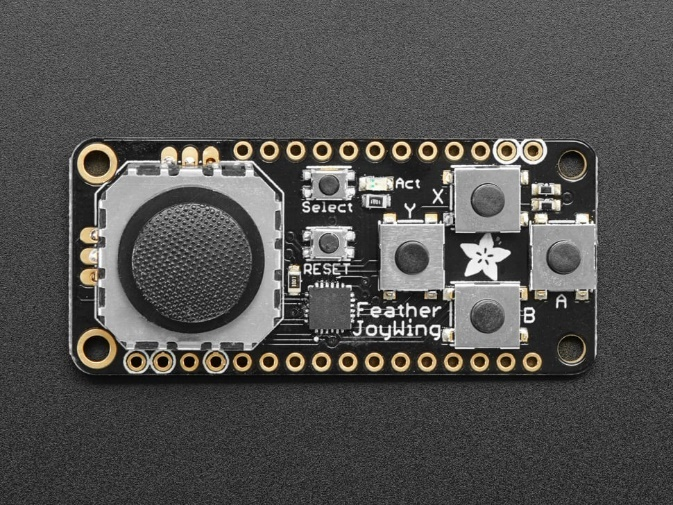 Select
Act
X
Y
RESET
A
Feather
JoyWing
B